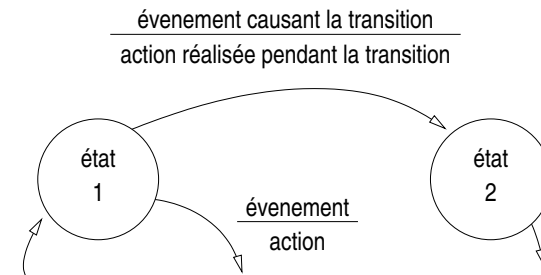 évenement causant la transition
action réalisée pendant la transition
état
1
état
2
évenement
action